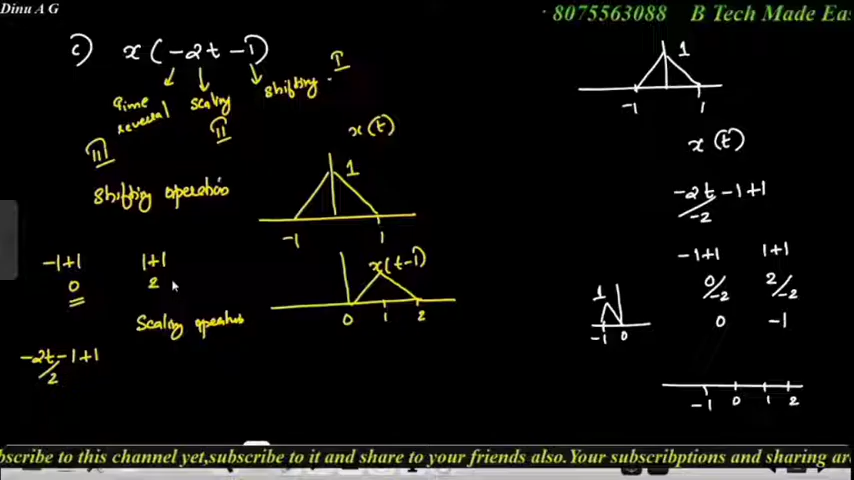 Dinu A G
· 8075563088 B Tech Made Eas
c) x(-2t-1)
Time reversal
III
scaling
II
shifting.
I
Shifting operation
x(t)
1
-1 1
-1+1 1+1
0 2
x(t-1)
0 1 2
Scaling operation
-2t-1+1
/2
1
-1 1
x(t)
-2t-1+1
/-2
-1+1 1+1
0/-2 2/-2
0 -1
1
-1 0
-1 0 1 2
bscribe to this channel yet,subscribe to it and share to your friends also.Your subscribptions and sharing are